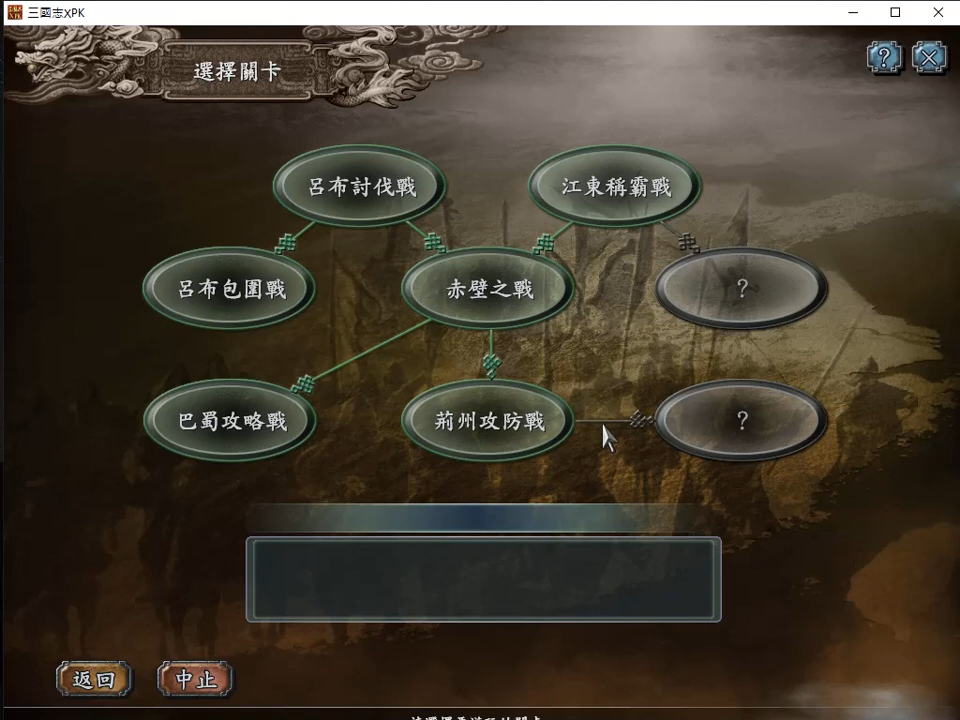 三國志XPK
選擇關卡
呂布討伐戰
江東稱霸戰
呂布包圍戰
赤壁之戰
?
巴蜀攻略戰
荊州攻防戰
?
返回
中止